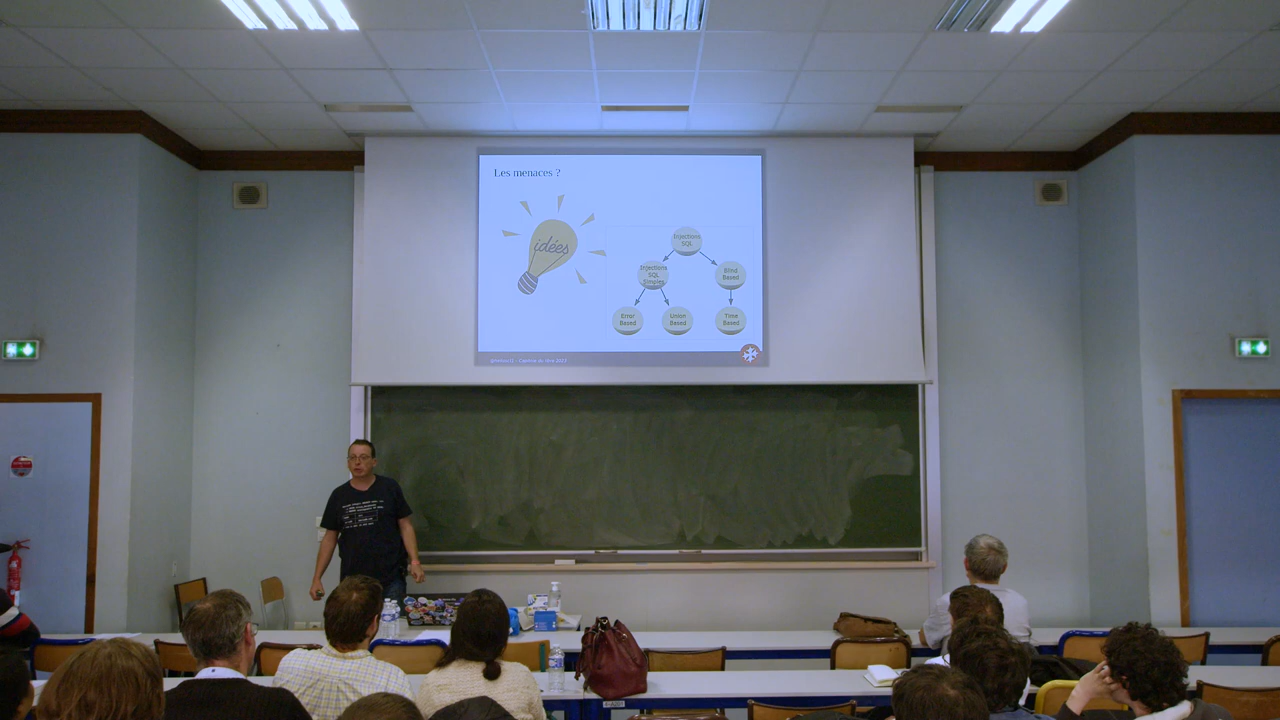 Les menaces ?
idées
Injections
SQL
Injections
SQL
Simples
Blind
Based
Error
Based
Union
Based
Time
Based